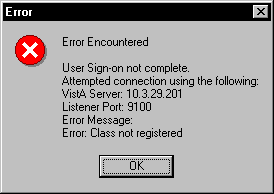 Error
Error Encountered
User Sign-on not complete.
Attempted connection using the following:
VistA Server: 10.3.29.201
Listener Port: 9100
Error Message:
Error: Class not registered
OK